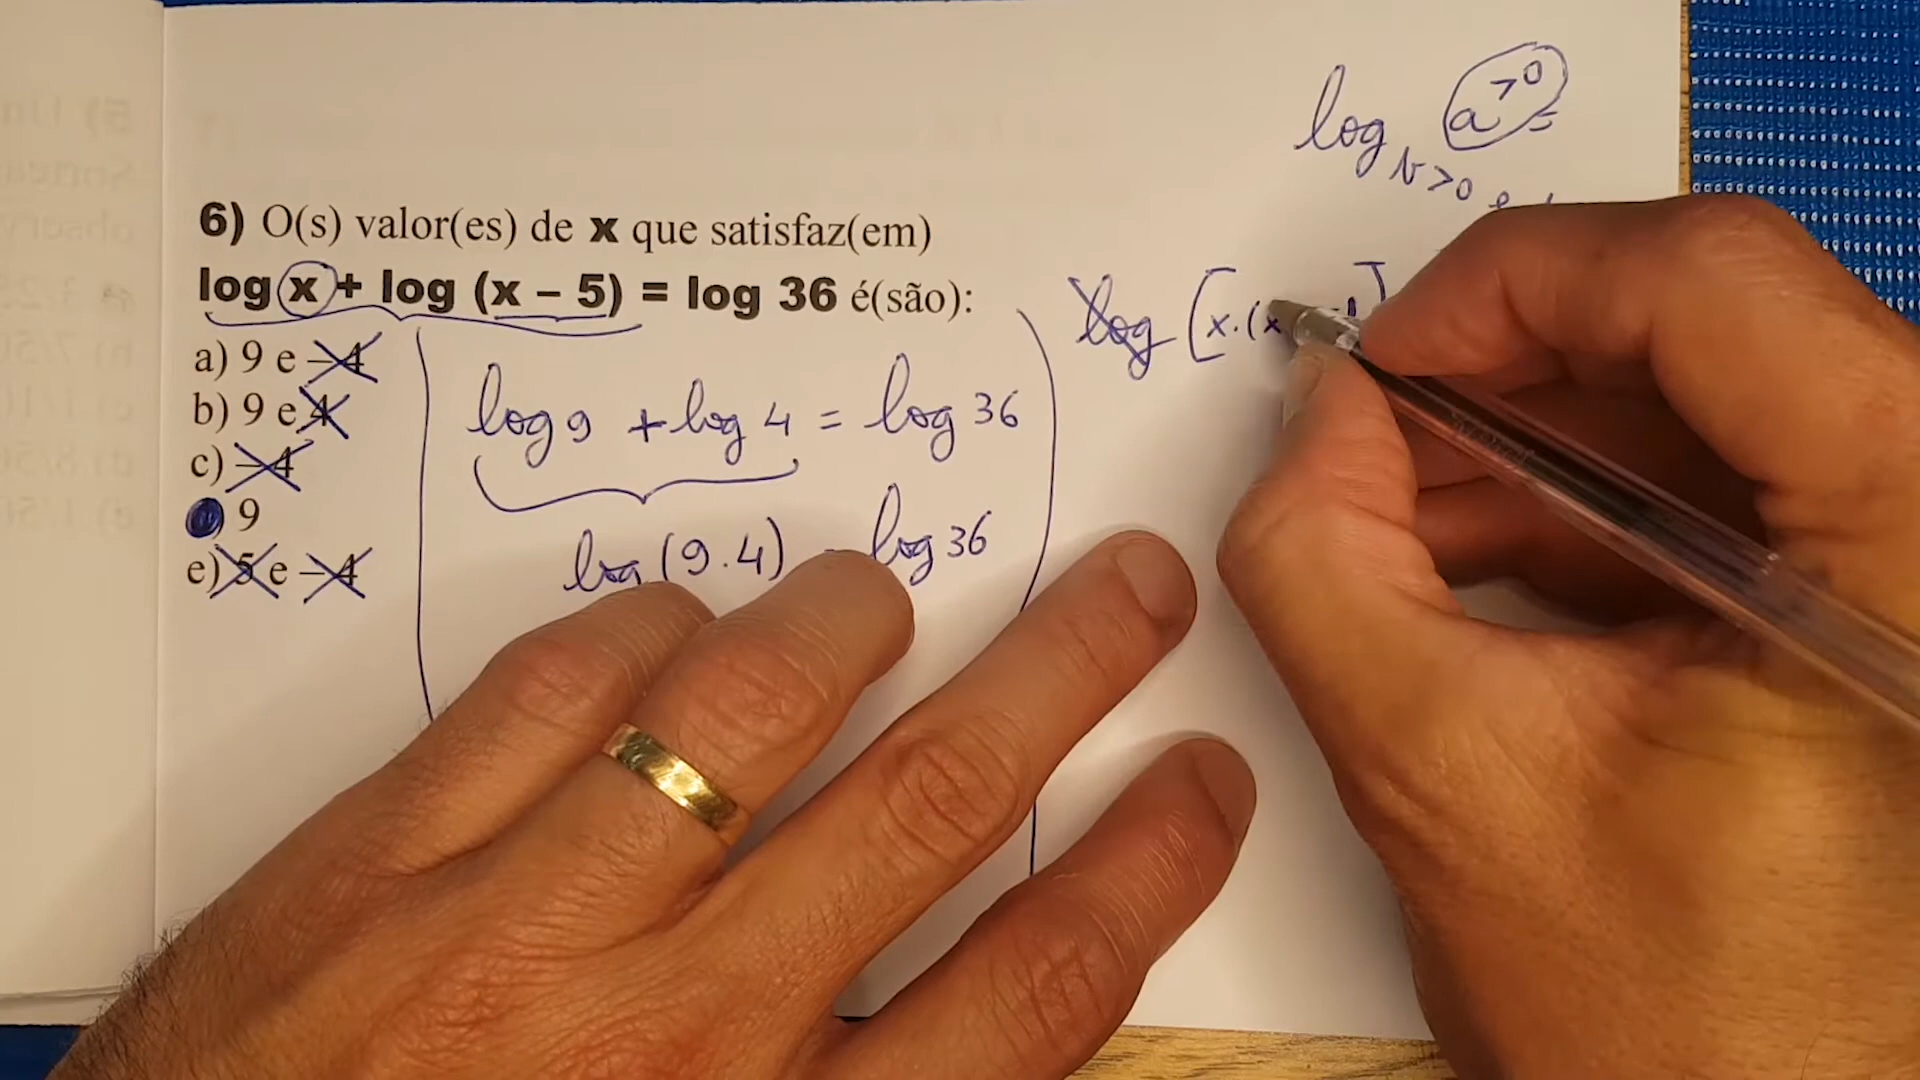 6) O(s) valor(es) de x que satisfaz(em)
log x + log (x – 5) = log 36 é(são):
a) 9 e –4
b) 9 e 4
c) –4
) 9
e) 5 e –4
log 9 + log 4 = log 36
log (9.4) log 36
log a >0 =
b >0
log [x.(x